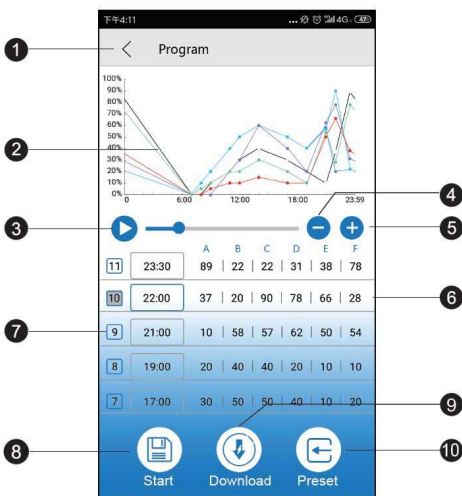 下午4:11 ... 4G 47
1 Program
100%
90%
80%
70%
60%
50%
40%
30%
20%
10%
0%
0 6:00 12:00 18:00 23:59
2
3
4
5
A B C D E F
11 23:30 89 | 22 | 22 | 31 | 38 | 78
10 22:00 37 | 20 | 90 | 78 | 66 | 28
6
7
9 21:00 10 | 58 | 57 | 62 | 50 | 54
8 19:00 20 | 40 | 40 | 20 | 10 | 10
7 17:00 30 | 50 | 50 | 40 | 10 | 20
8
9
10
Start Download Preset